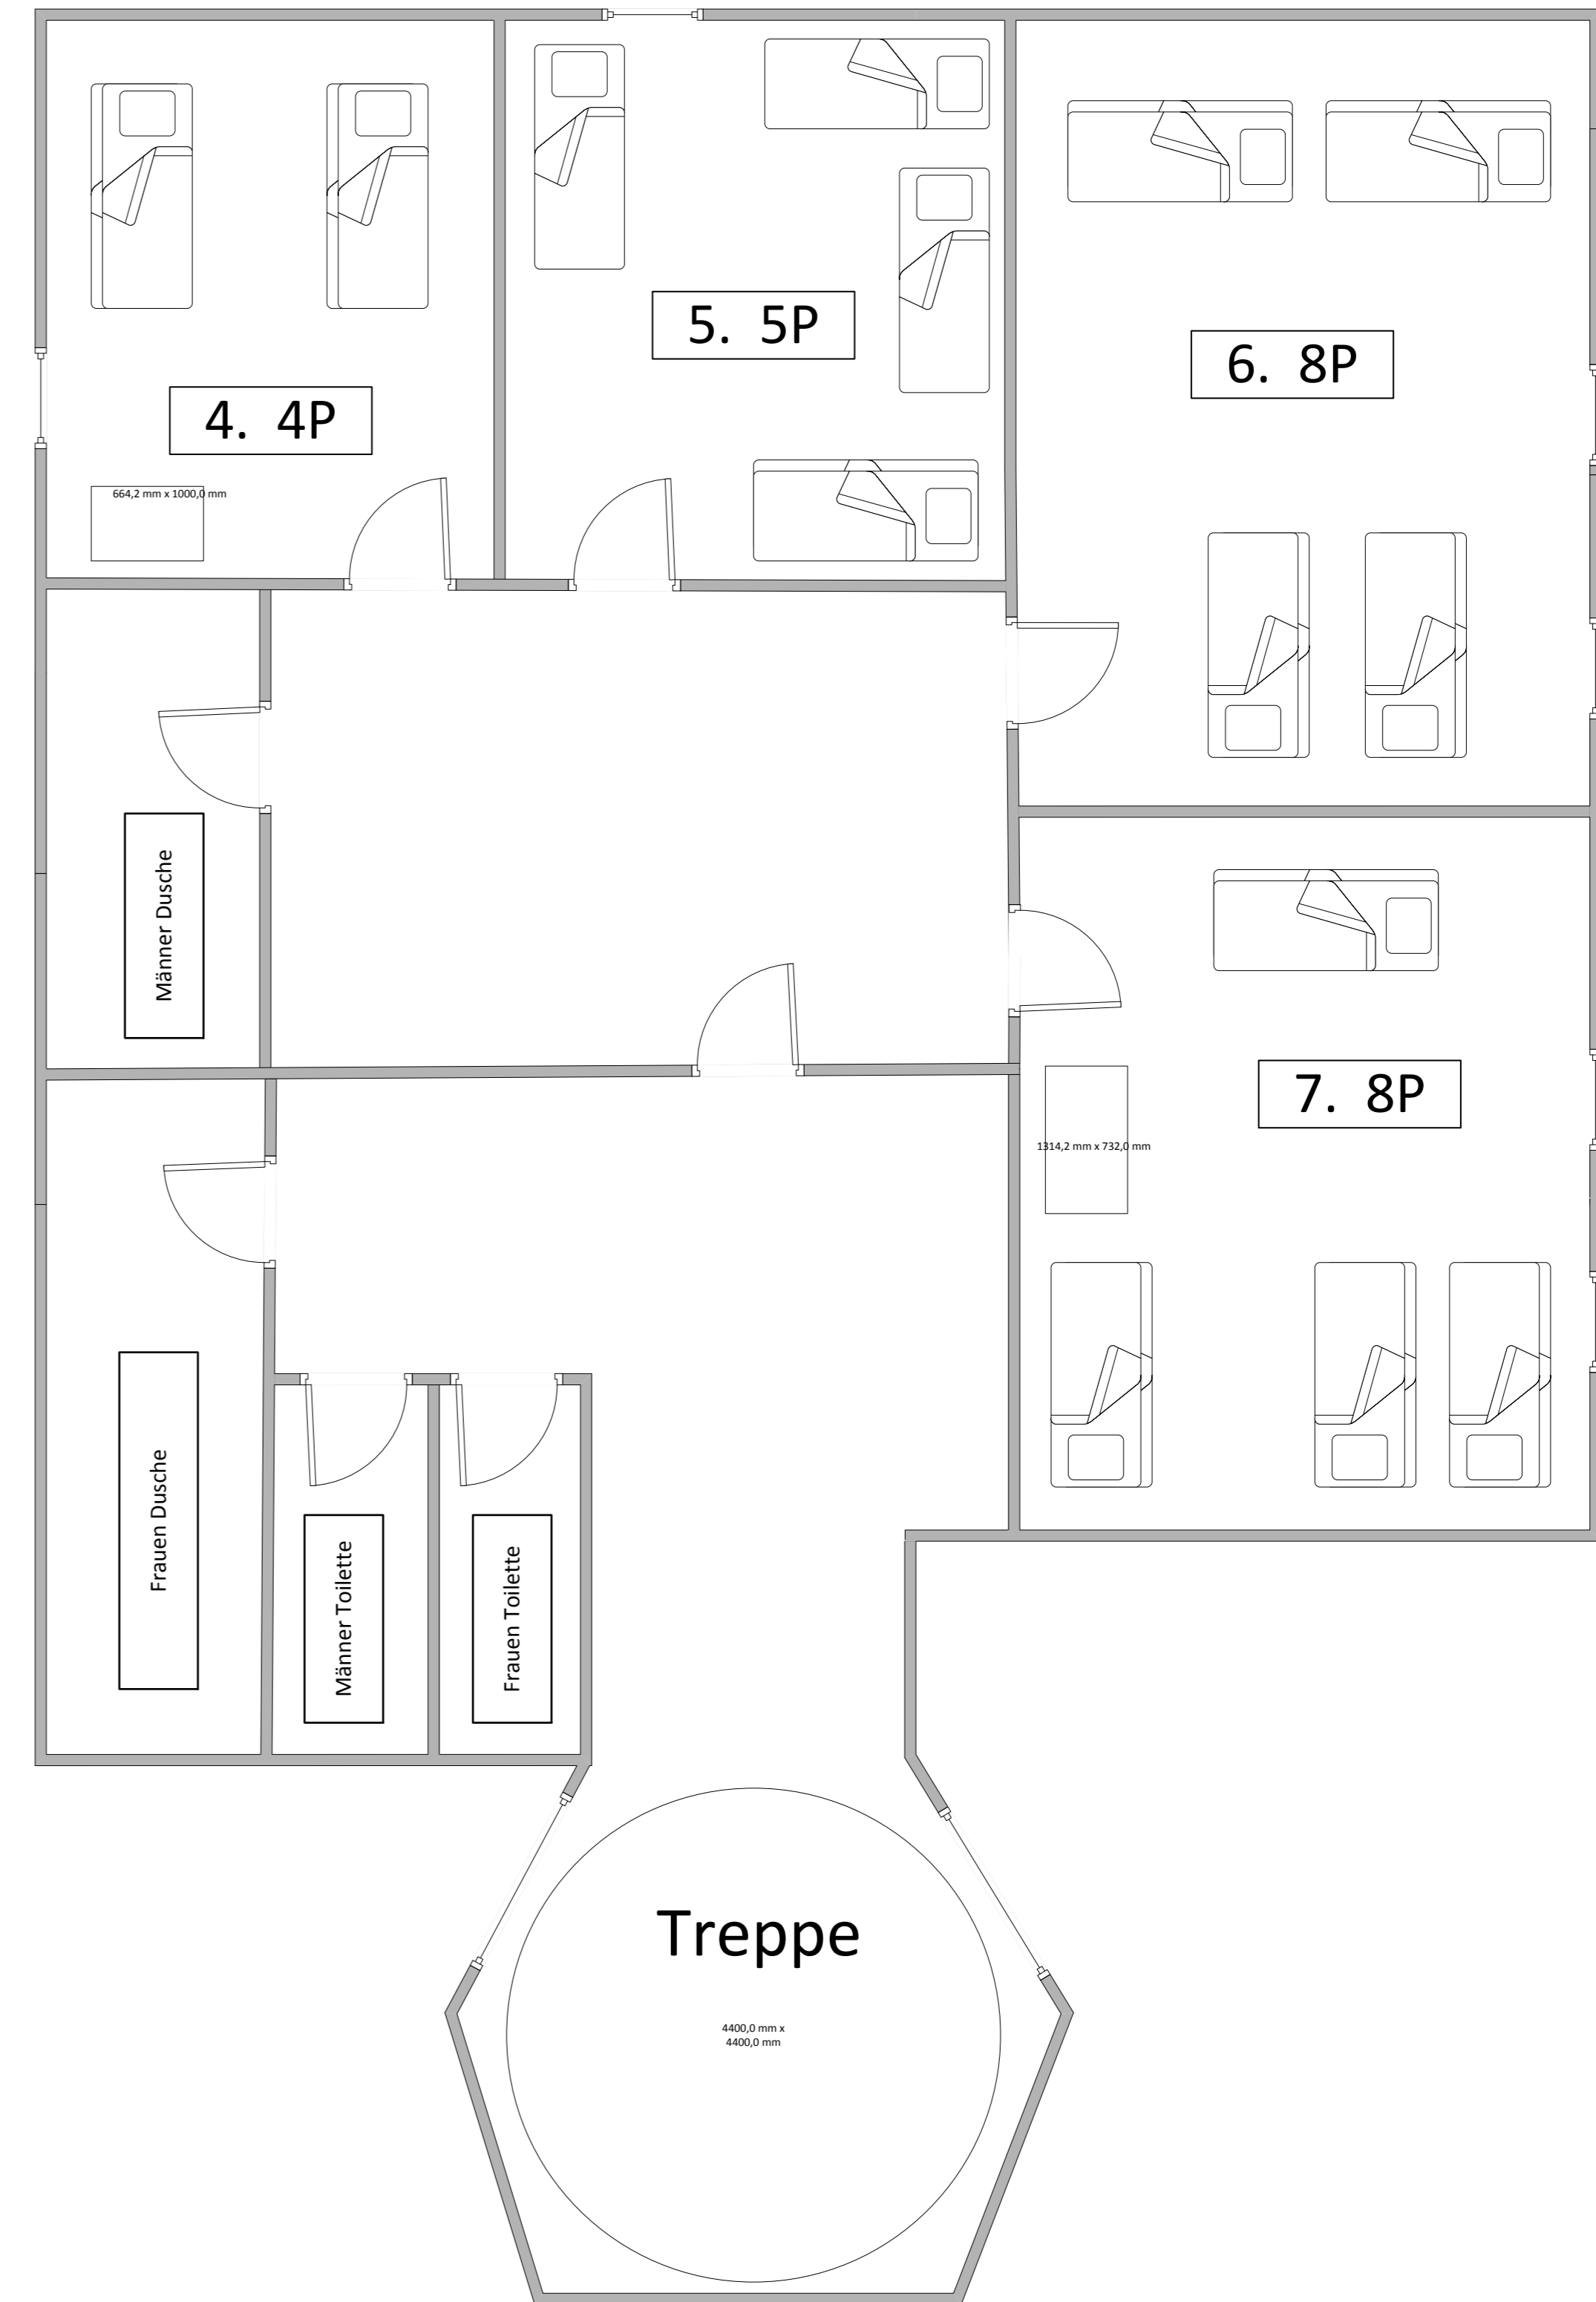 5. 5P
6. 8P
4. 4P
664,2 mm x 1000,0 mm
Männer Dusche
7. 8P
1314,2 mm x 732,0 mm
Frauen Dusche
Männer Toilette
Frauen Toilette
Treppe
4400,0 mm x
4400,0 mm